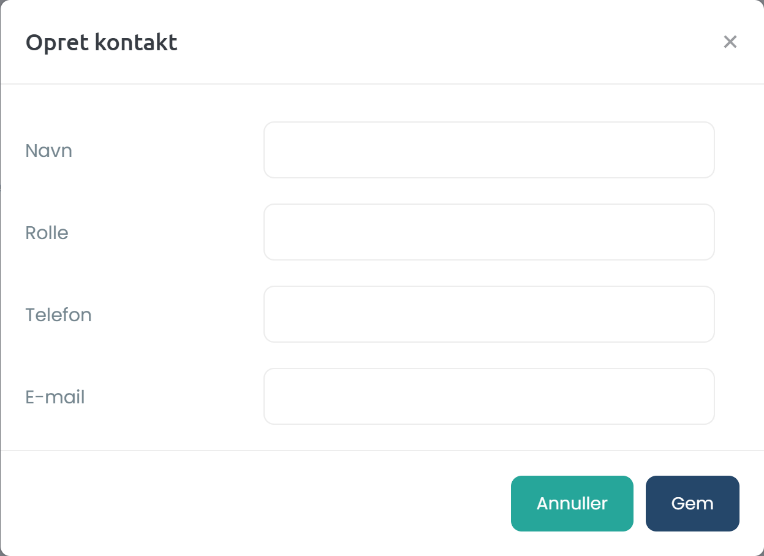 Opret kontakt
×
Navn
Rolle
Telefon
E-mail
Annuller
Gem